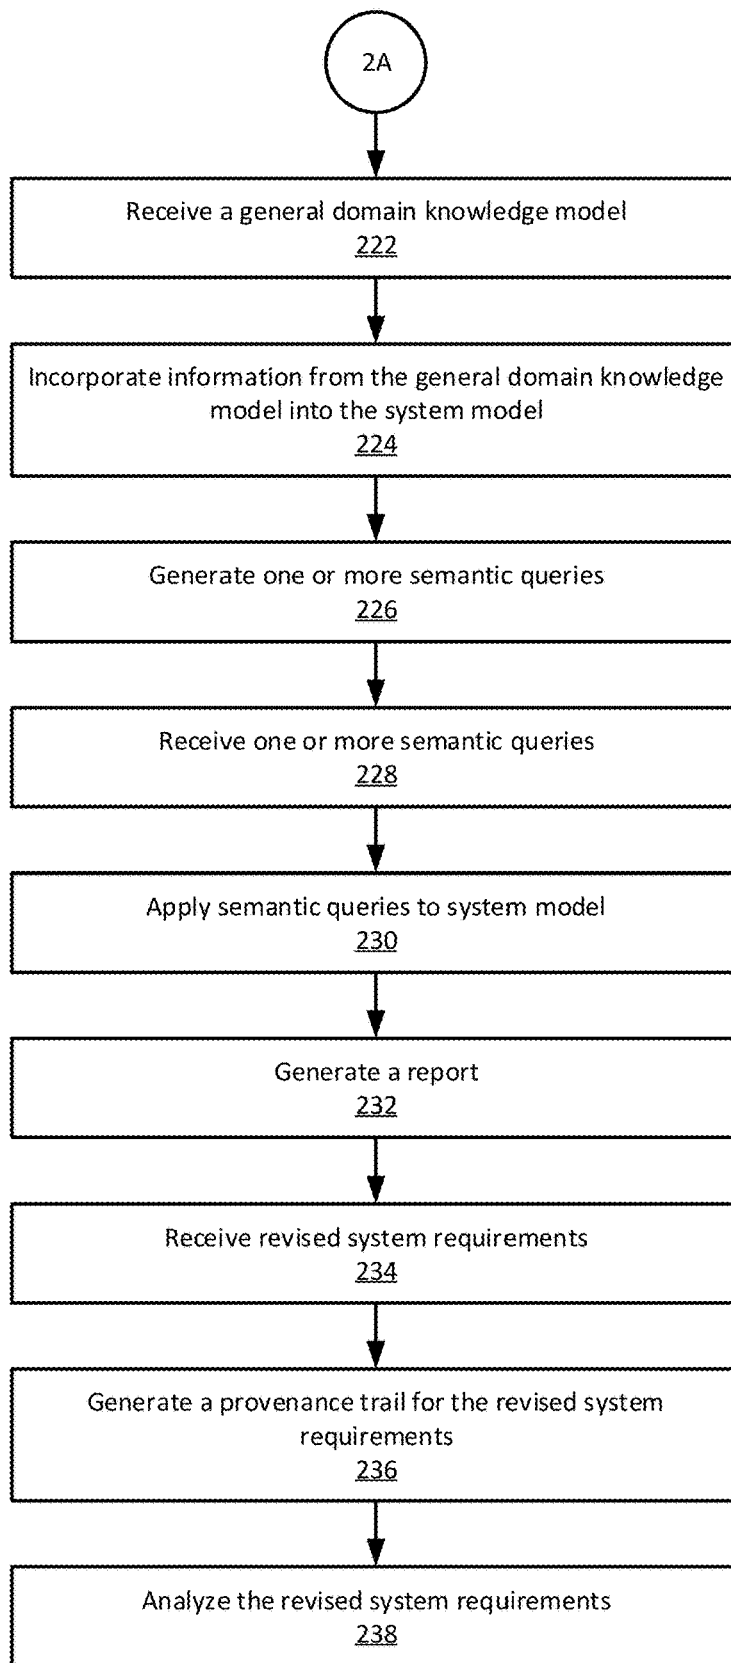 2A
Receive a general domain knowledge model
222
Incorporate information from the general domain knowledge
model into the system model
224
Generate one or more semantic queries
226
Receive one or more semantic queries
228
Apply semantic queries to system model
230
Generate a report
232
Receive revised system requirements
234
Generate a provenance trail for the revised system
requirements
236
Analyze the revised system requirements
238